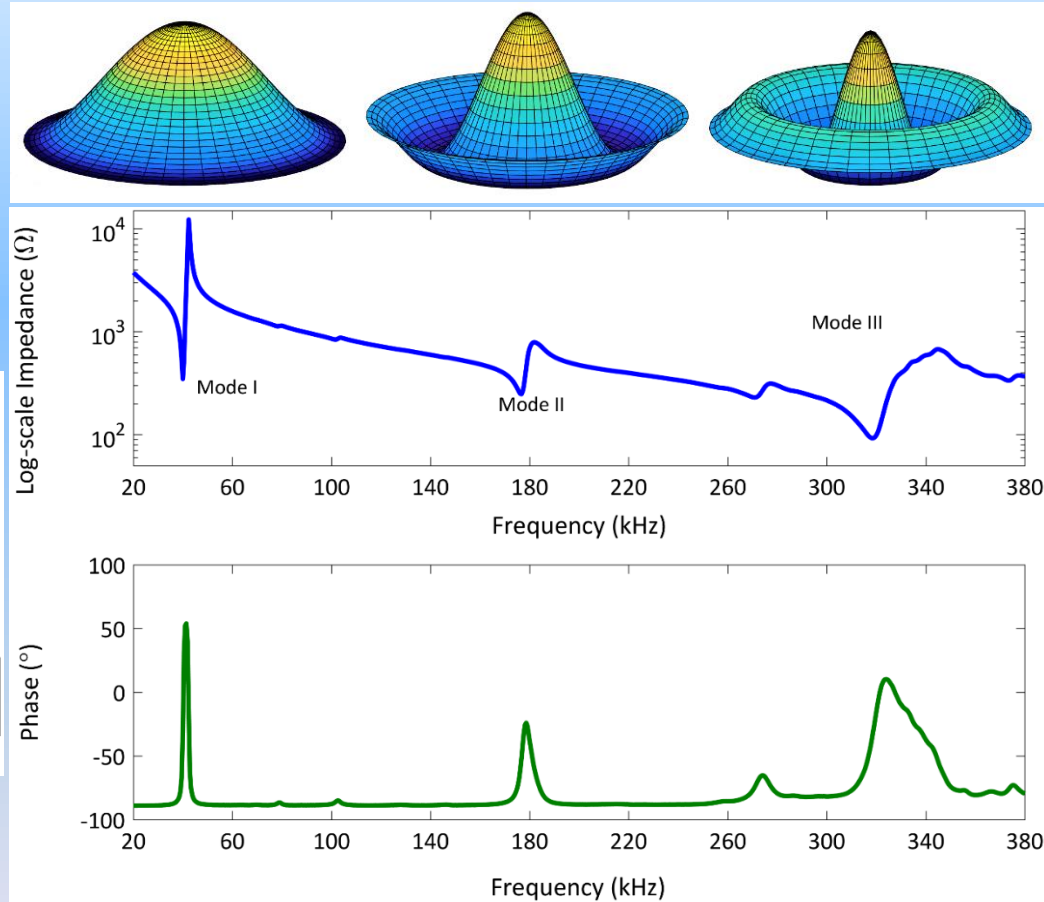 Log-scale Impedance (Ω)
10⁴
10³
10²
Mode I
Mode II
Mode III
20 60 100 140 180 220 260 300 340 380
Frequency (kHz)
Phase (°)
100
50
0
-50
-100
20 60 100 140 180 220 260 300 340 380
Frequency (kHz)